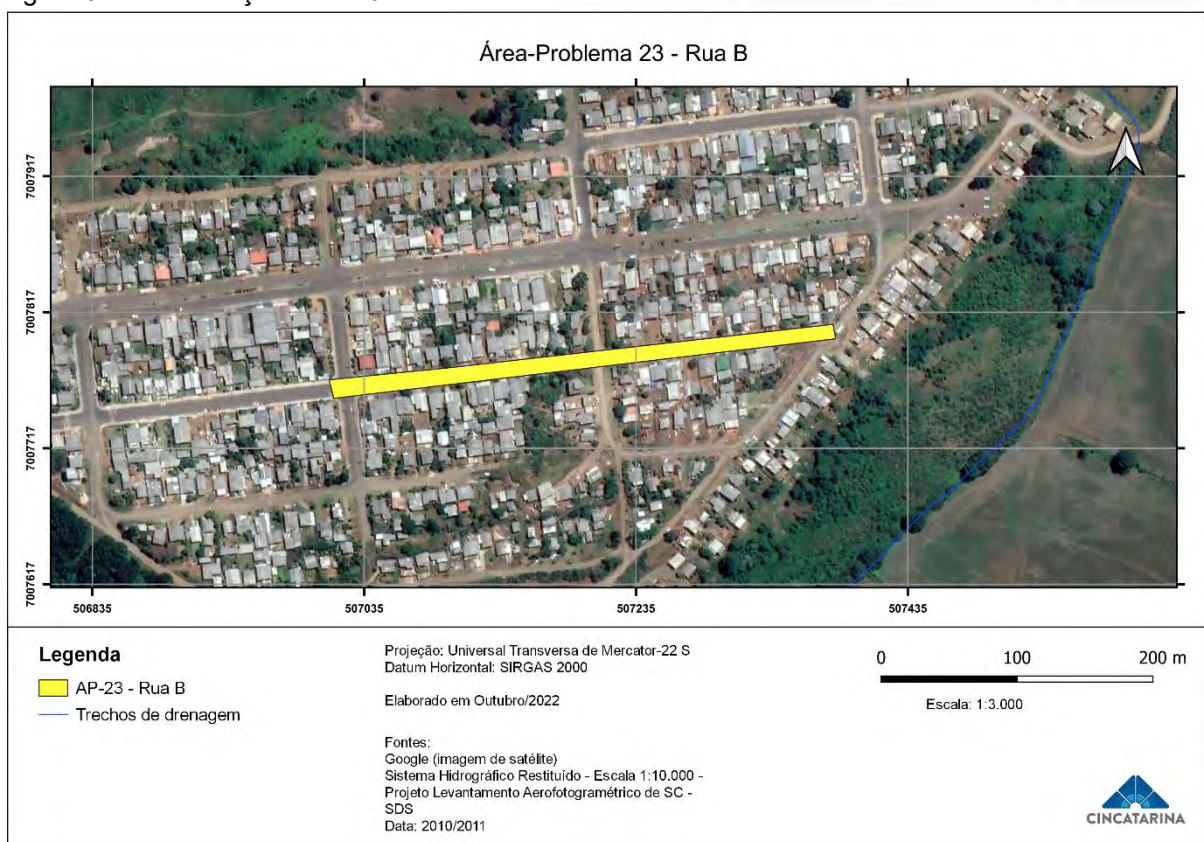 Área-Problema 23 - Rua B
7007917
7007817
7007717
7007617
506835
507035
507235
507435
Legenda
AP-23 - Rua B
Trechos de drenagem
Projeção: Universal Transversa de Mercator-22 S
Datum Horizontal: SIRGAS 2000
Elaborado em Outubro/2022
Fontes:
Google (imagem de satélite)
Sistema Hidrográfico Restituído - Escala 1:10.000 -
Projeto Levantamento Aerofotogramétrico de SC -
SDS
Data: 2010/2011
0 100 200 m
Escala: 1:3.000
CINCATARINA